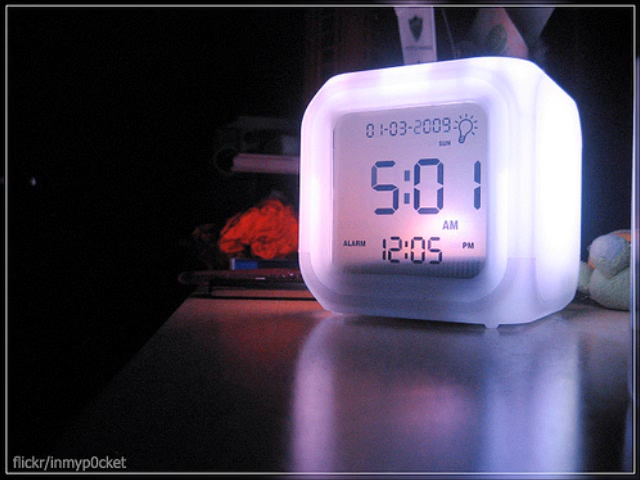 01-03-2009
SUN
5:01
AM
ALARM 12:05 PM
flickr/inmyp0cket